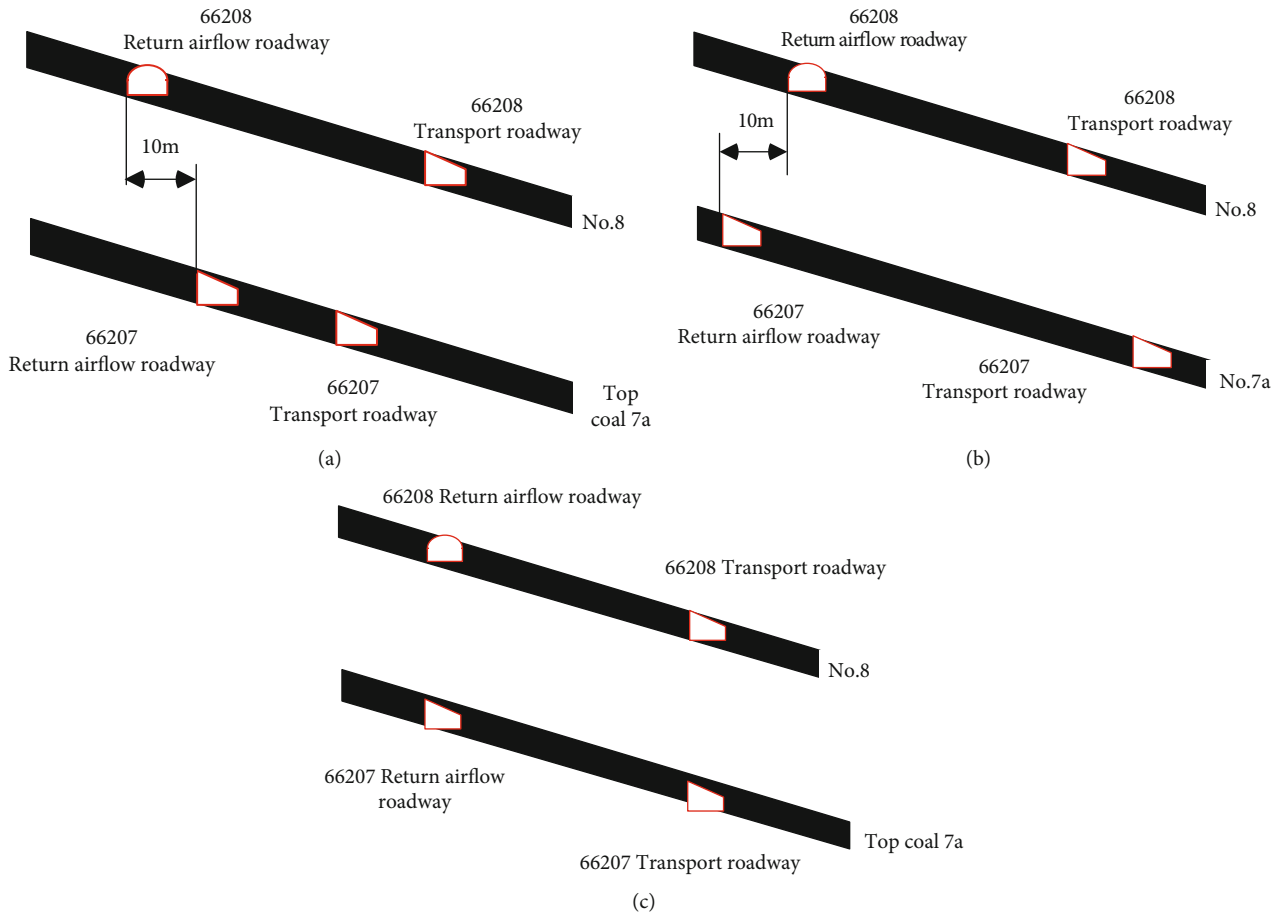 66208
Return airflow roadway
66208
Transport roadway
10m
No.8
66207
Return airflow roadway
66207
Transport roadway
Top
coal 7a
(a)
66208
Return airflow roadway
66208
Transport roadway
10m
No.8
66207
Return airflow roadway
66207
Transport roadway
No.7a
(b)
66208 Return airflow roadway
66208 Transport roadway
No.8
66207 Return airflow
roadway
66207 Transport roadway
Top coal 7a
(c)